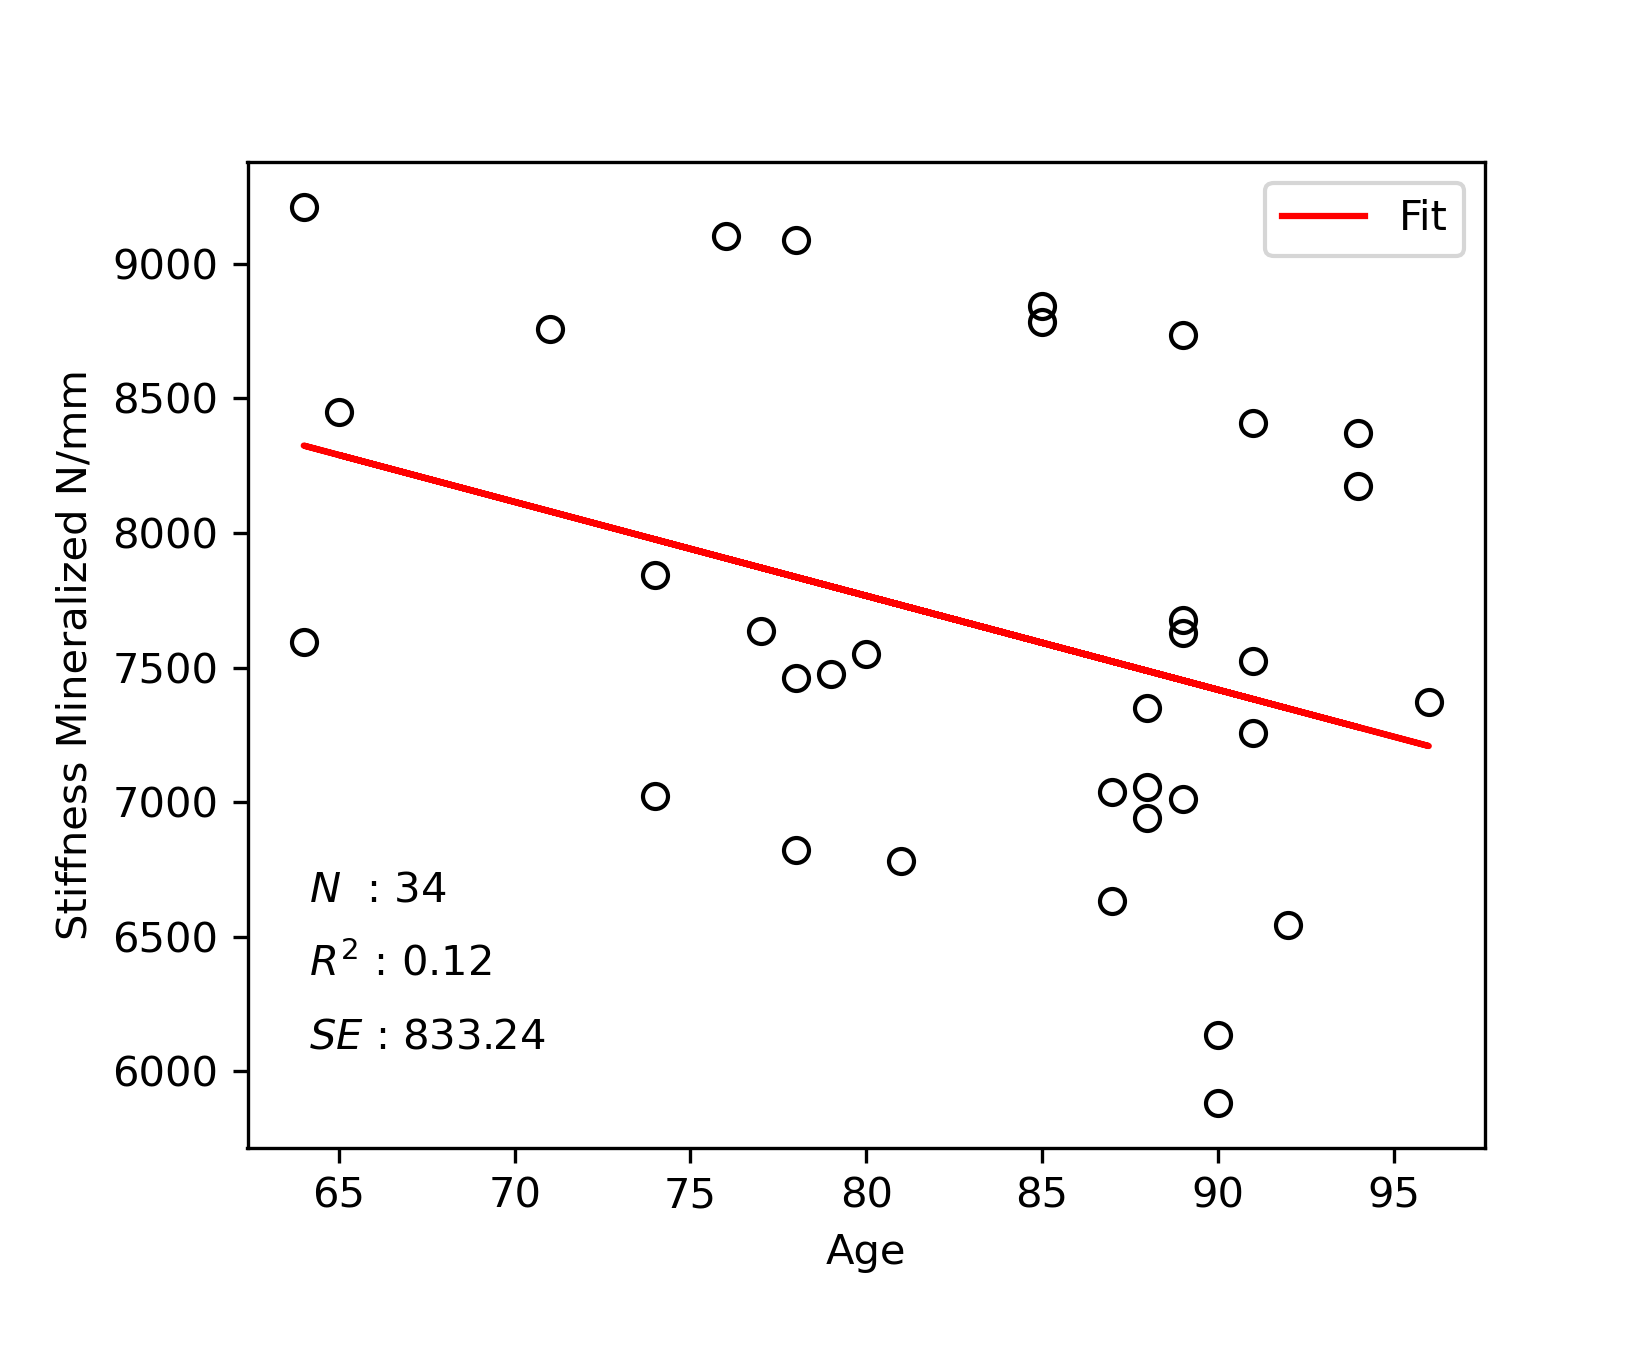 Fit
9000
8500
8000
7500
7000
6500
6000
Stiffness Mineralized N/mm
N : 34
R² : 0.12
SE : 833.24
65 70 75 80 85 90 95
Age